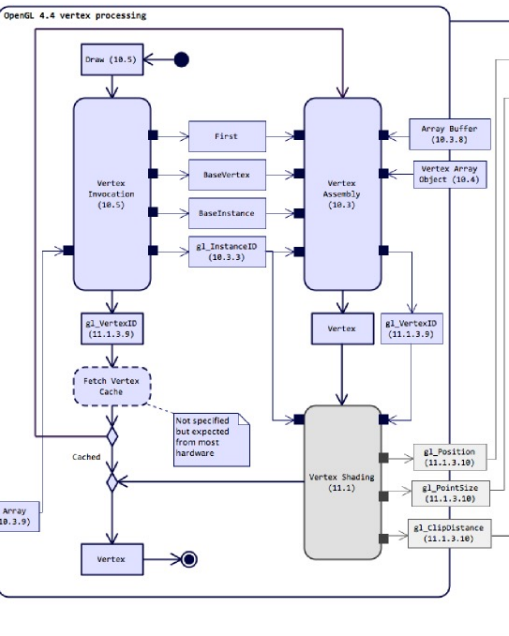 OpenGL 4.4 vertex processing
Draw (10.5)
Vertex
Invocation
(10.5)
First
BaseVertex
BaseInstance
gl_InstanceID
(10.3.3)
Vertex
Assembly
(10.3)
Array Buffer
(10.3.8)
Vertex Array
Object (10.4)
gl_VertexID
(11.1.3.9)
Vertex
gl_VertexID
(11.1.3.9)
Fetch Vertex
Cache
Not specified
but expected
from most
hardware
Cached
Vertex Shading
(11.1)
gl_Position
(11.1.3.10)
gl_PointSize
(11.1.3.10)
gl_ClipDistance
(11.1.3.10)
Array
10.3.9)
Vertex